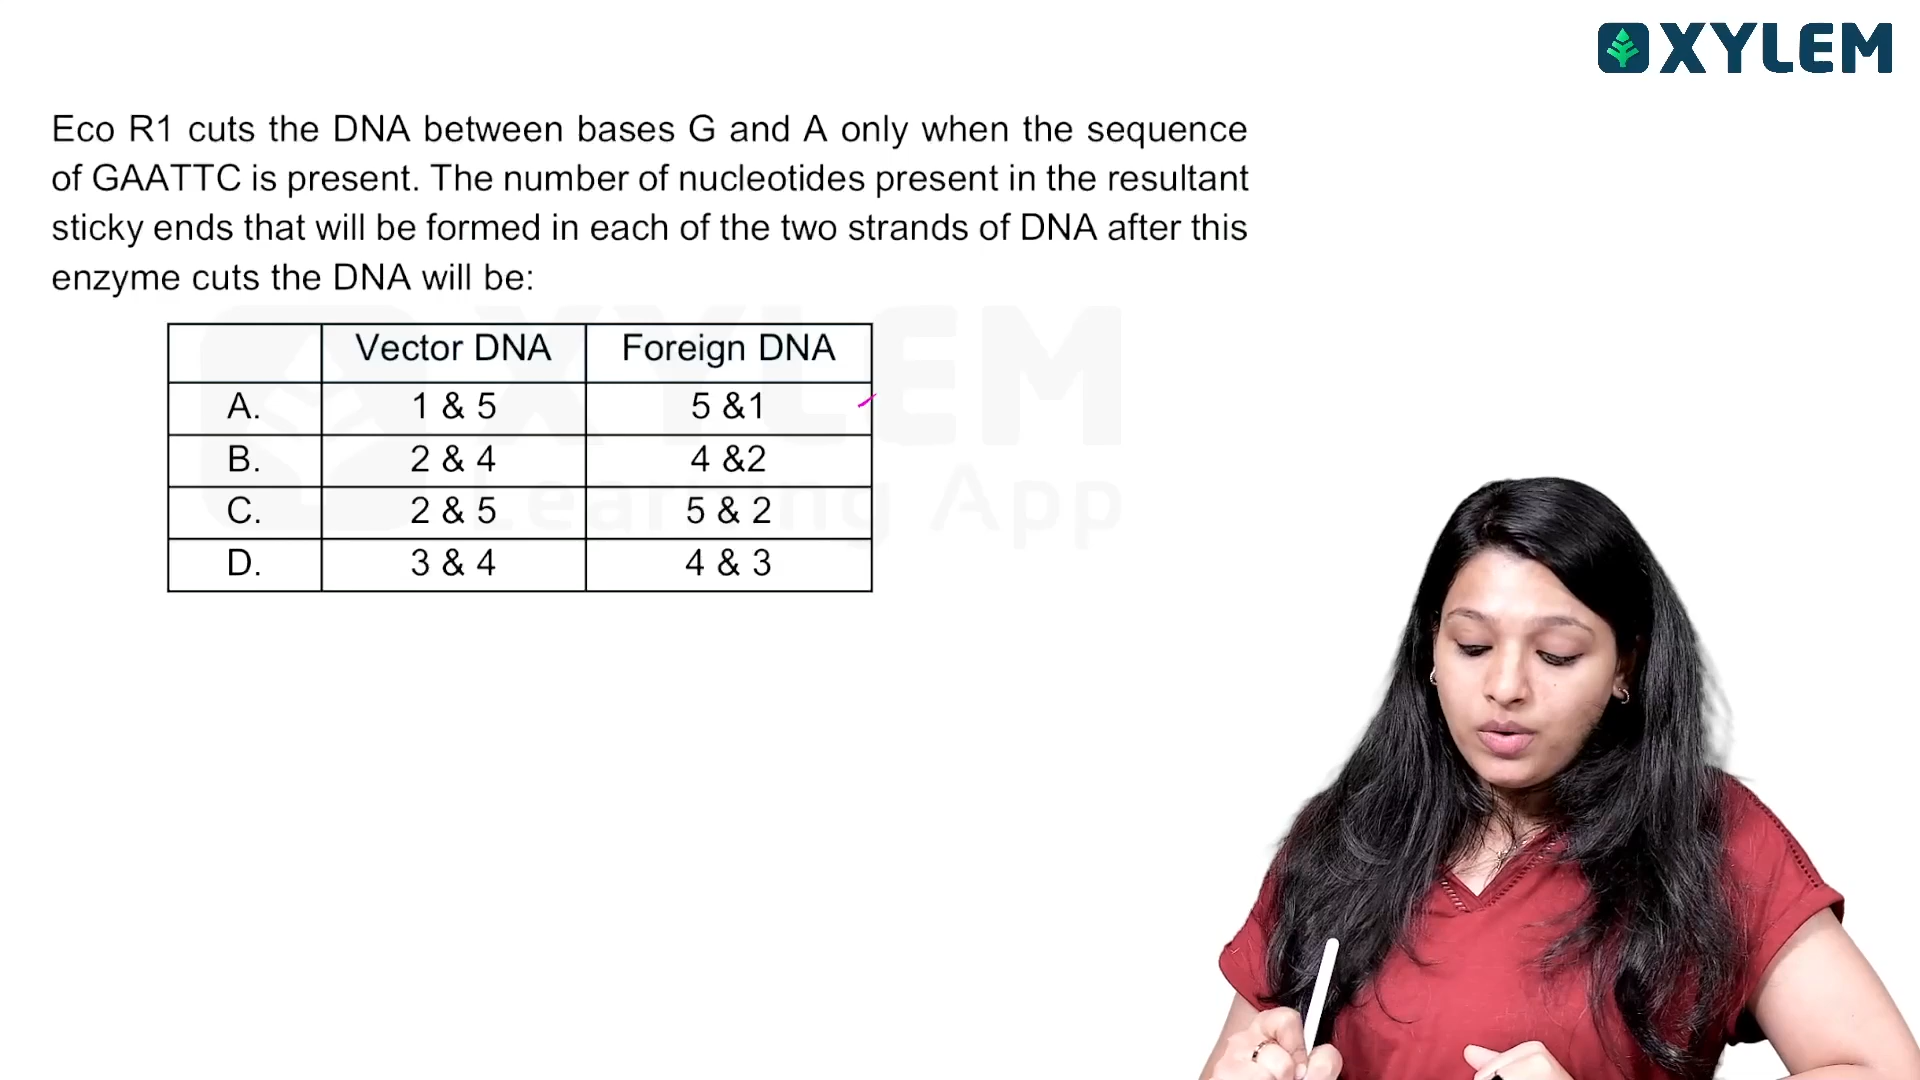 XYLEM
Eco R1 cuts the DNA between bases G and A only when the sequence
of GAATTC is present. The number of nucleotides present in the resultant
sticky ends that will be formed in each of the two strands of DNA after this
enzyme cuts the DNA will be:
Vector DNA Foreign DNA
A. 1 & 5 5 &1
B. 2 & 4 4 &2
C. 2 & 5 5 & 2
D. 3 & 4 4 & 3
XYLEM
Learning App